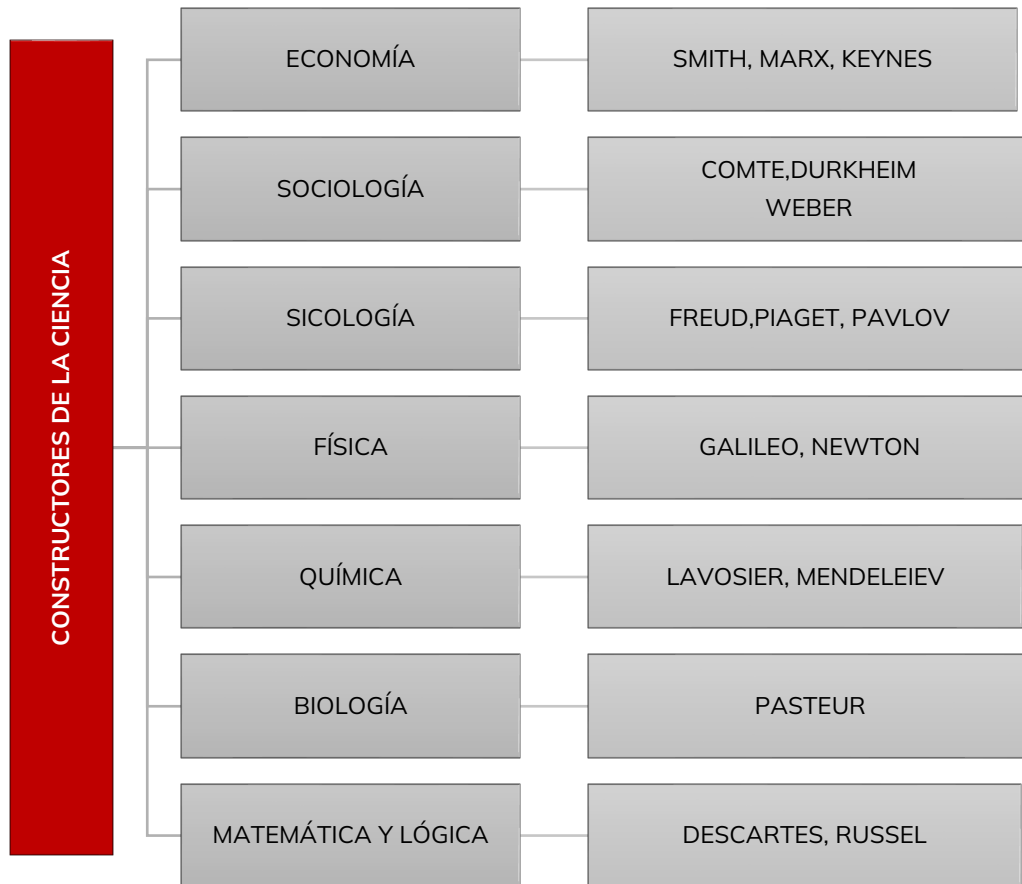 CONSTRUCTORES DE LA CIENCIA
ECONOMÍA
SMITH, MARX, KEYNES
SOCIOLOGÍA
COMTE,DURKHEIM
WEBER
SICOLOGÍA
FREUD,PIAGET, PAVLOV
FÍSICA
GALILEO, NEWTON
QUÍMICA
LAVOSIER, MENDELEIEV
BIOLOGÍA
PASTEUR
MATEMÁTICA Y LÓGICA
DESCARTES, RUSSEL